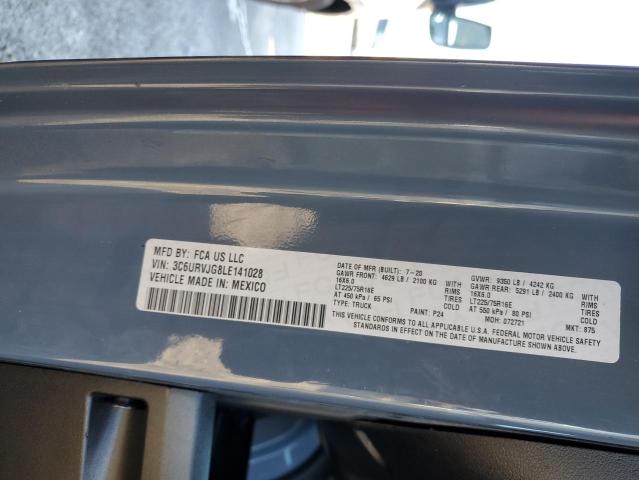 MFD BY: FCA US LLC
VIN: 3C6URVJG8LE141028
VEHICLE MADE IN: MEXICO
DATE OF MFR (BUILT): 7-20
GAWR FRONT: 4629 LB / 2100 KG WITH
16X6.0 RIMS
LT225/75R16E TIRES
AT 450 kPa / 65 PSI COLD
TYPE: TRUCK PAINT: P24
GVWR: 9350 LB / 4242 KG
GAWR REAR: 5291 LB / 2400 KG WITH
16X6.0 RIMS
LT225/75R16E TIRES
AT 550 kPa / 80 PSI COLD
MDH: 072721 MKT: 875
THIS VEHICLE CONFORMS TO ALL APPLICABLE U.S.A. FEDERAL MOTOR VEHICLE SAFETY
STANDARDS IN EFFECT ON THE DATE OF MANUFACTURE SHOWN ABOVE.